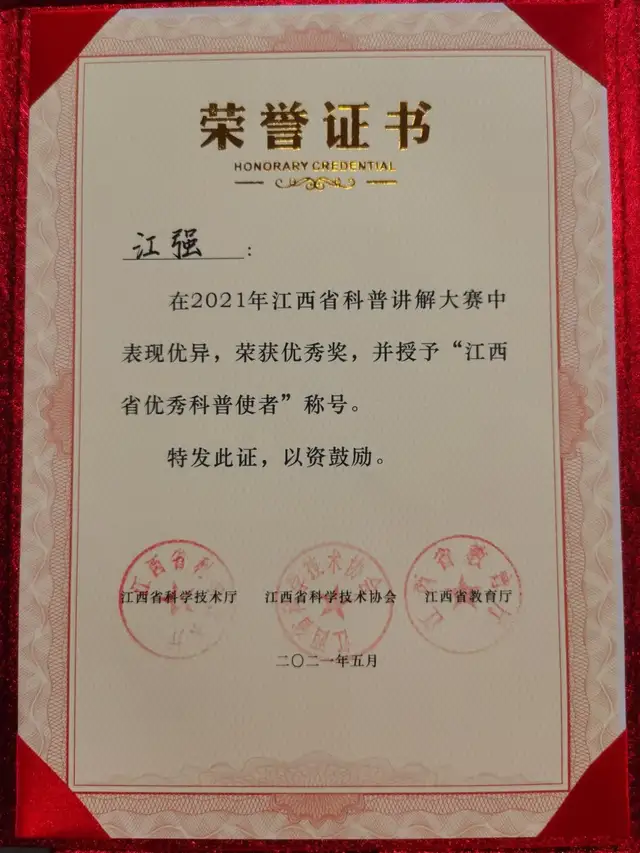 荣誉证书
HONORARY CREDENTIAL
江强：
在2021年江西省科普讲解大赛中
表现优异，荣获优秀奖，并授予“江西
省优秀科普使者”称号。
特发此证，以资鼓励。
江西省科学技术厅 江西省科学技术协会 江西省教育厅
二〇二一年五月